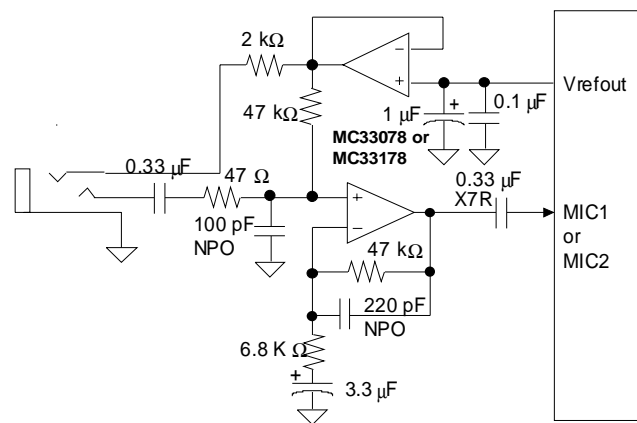 2 kΩ
-
+
Vrefout
47 kΩ
1 μF
+
0.1 μF
MC33078 or
MC33178
0.33 μF
47 Ω
100 pF
NPO
+
-
0.33 μF
X7R
MIC1
or
MIC2
47 kΩ
220 pF
NPO
6.8 K Ω
+
3.3 μF